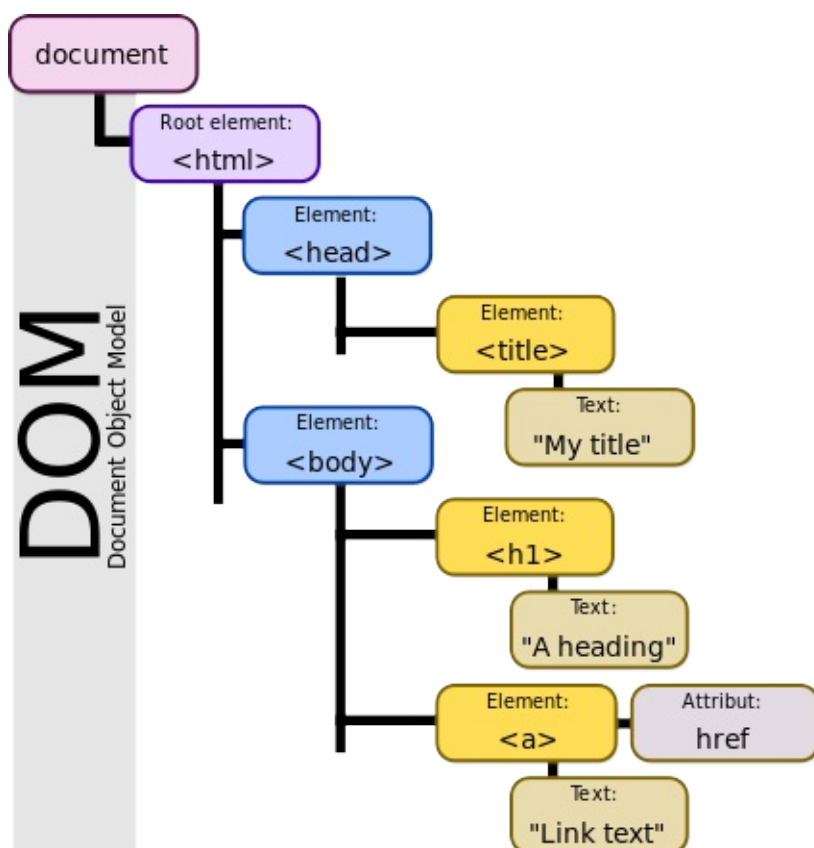 document
Root element:
<html>
Element:
<head>
Element:
<title>
Text:
"My title"
Element:
<body>
Element:
<h1>
Text:
"A heading"
Element:
<a>
Attribut:
href
Text:
"Link text"
DOM
Document Object Model